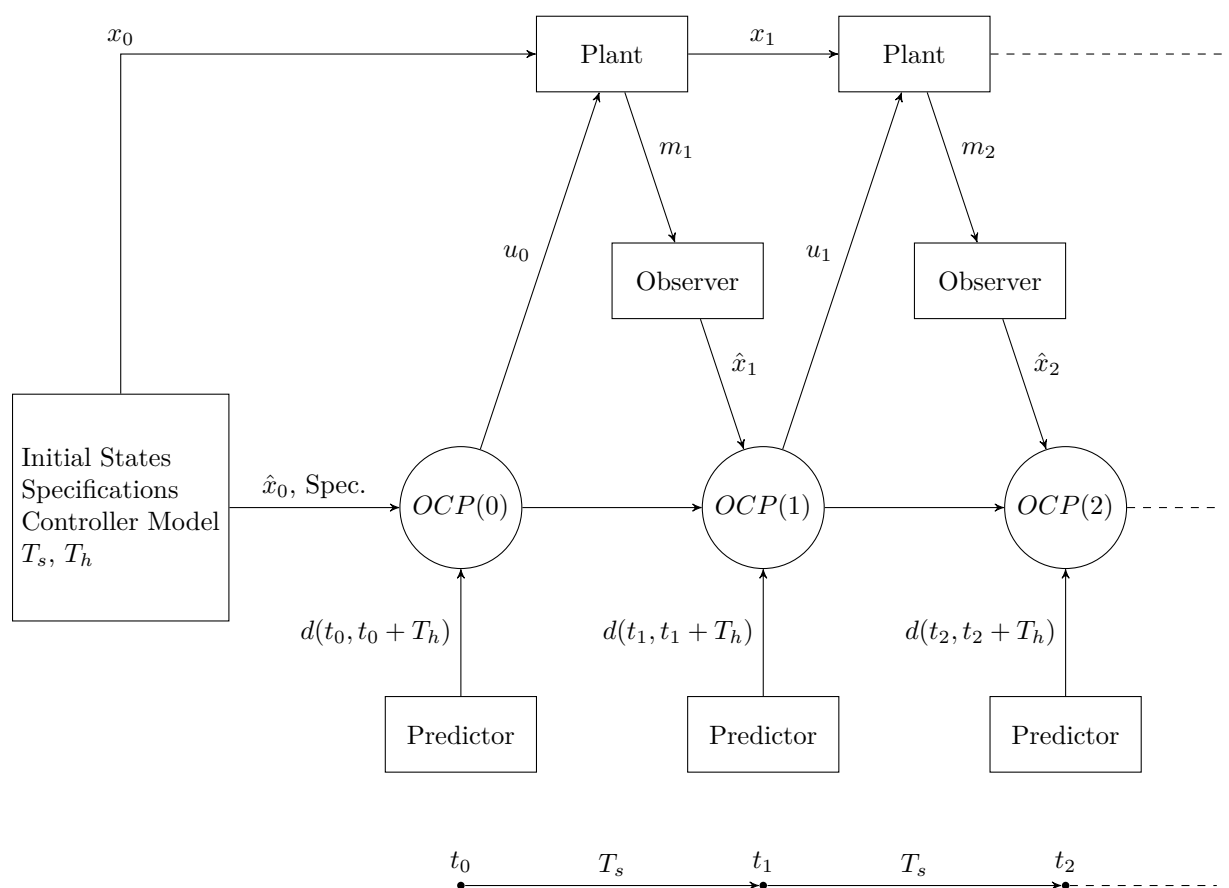 x_0
Plant
x_1
Plant
m_1
m_2
u_0
Observer
u_1
Observer
x̂_1
x̂_2
Initial States
Specifications
Controller Model
T_s, T_h
x̂_0, Spec.
OCP(0)
OCP(1)
OCP(2)
d(t_0, t_0 + T_h)
d(t_1, t_1 + T_h)
d(t_2, t_2 + T_h)
Predictor
Predictor
Predictor
t_0
T_s
t_1
T_s
t_2